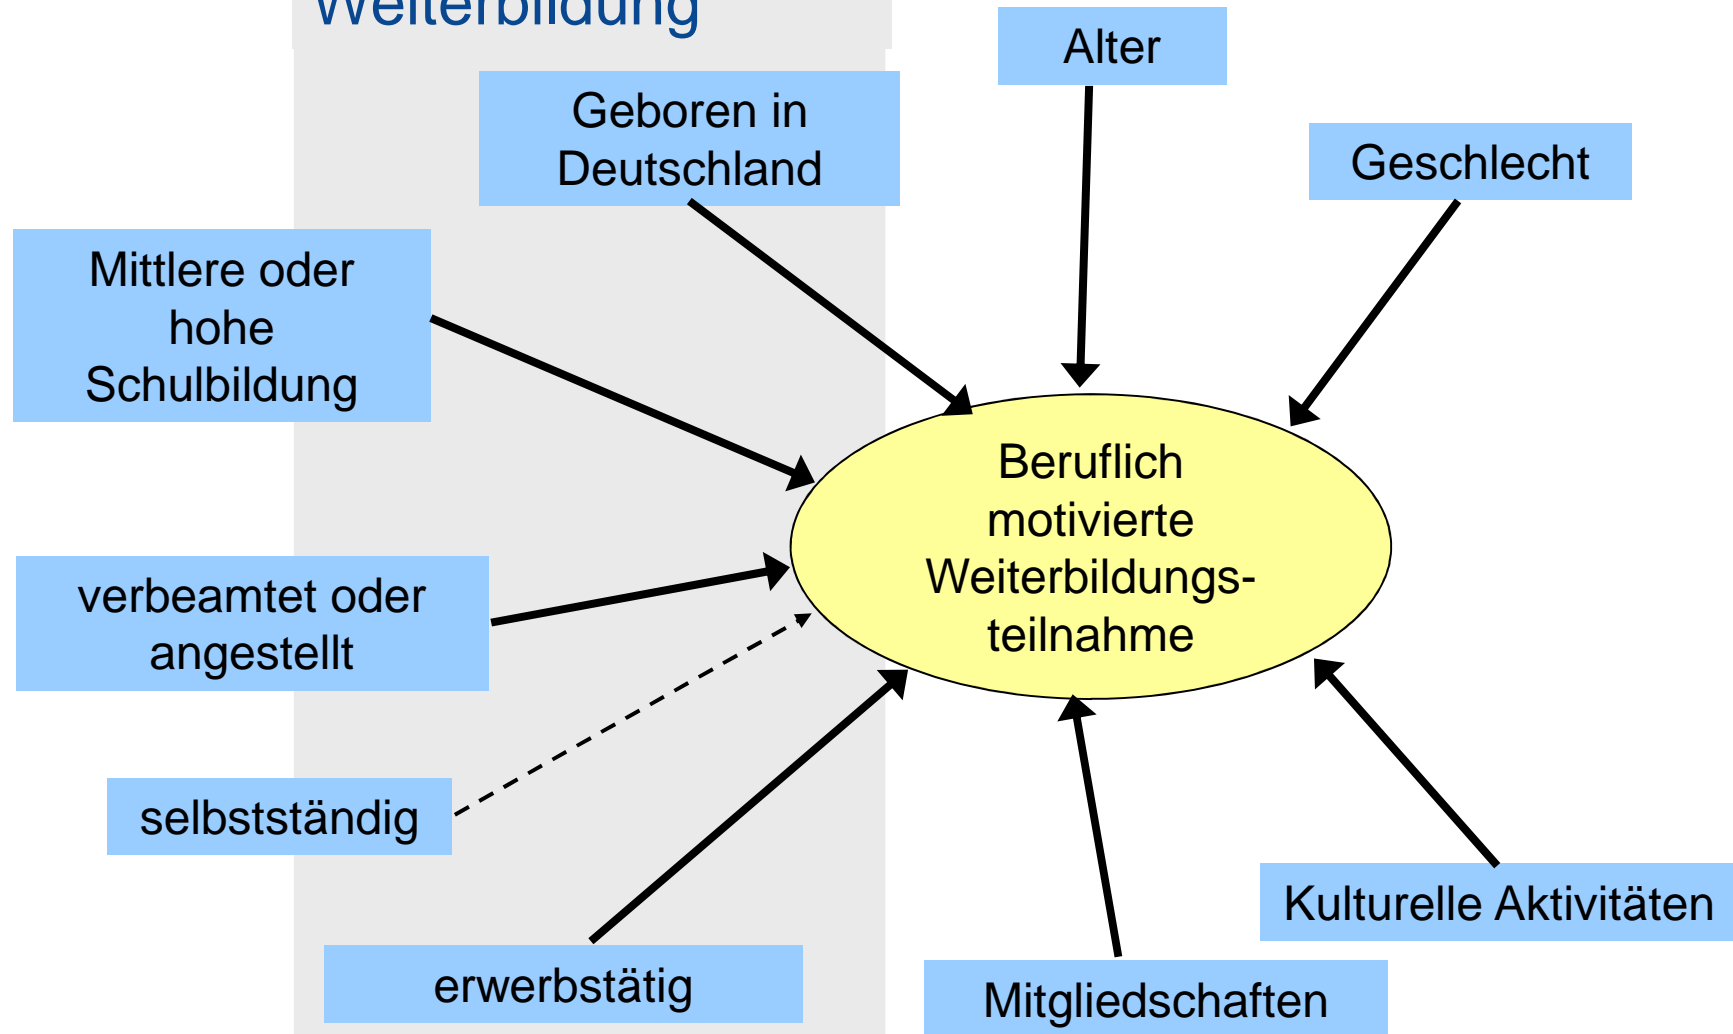 Weiterbildung
Alter
Geboren in
Deutschland
Geschlecht
Mittlere oder
hohe
Schulbildung
Beruflich
motivierte
Weiterbildungs-
teilnahme
verbeamtet oder
angestellt
selbstständig
Kulturelle Aktivitäten
erwerbstätig
Mitgliedschaften